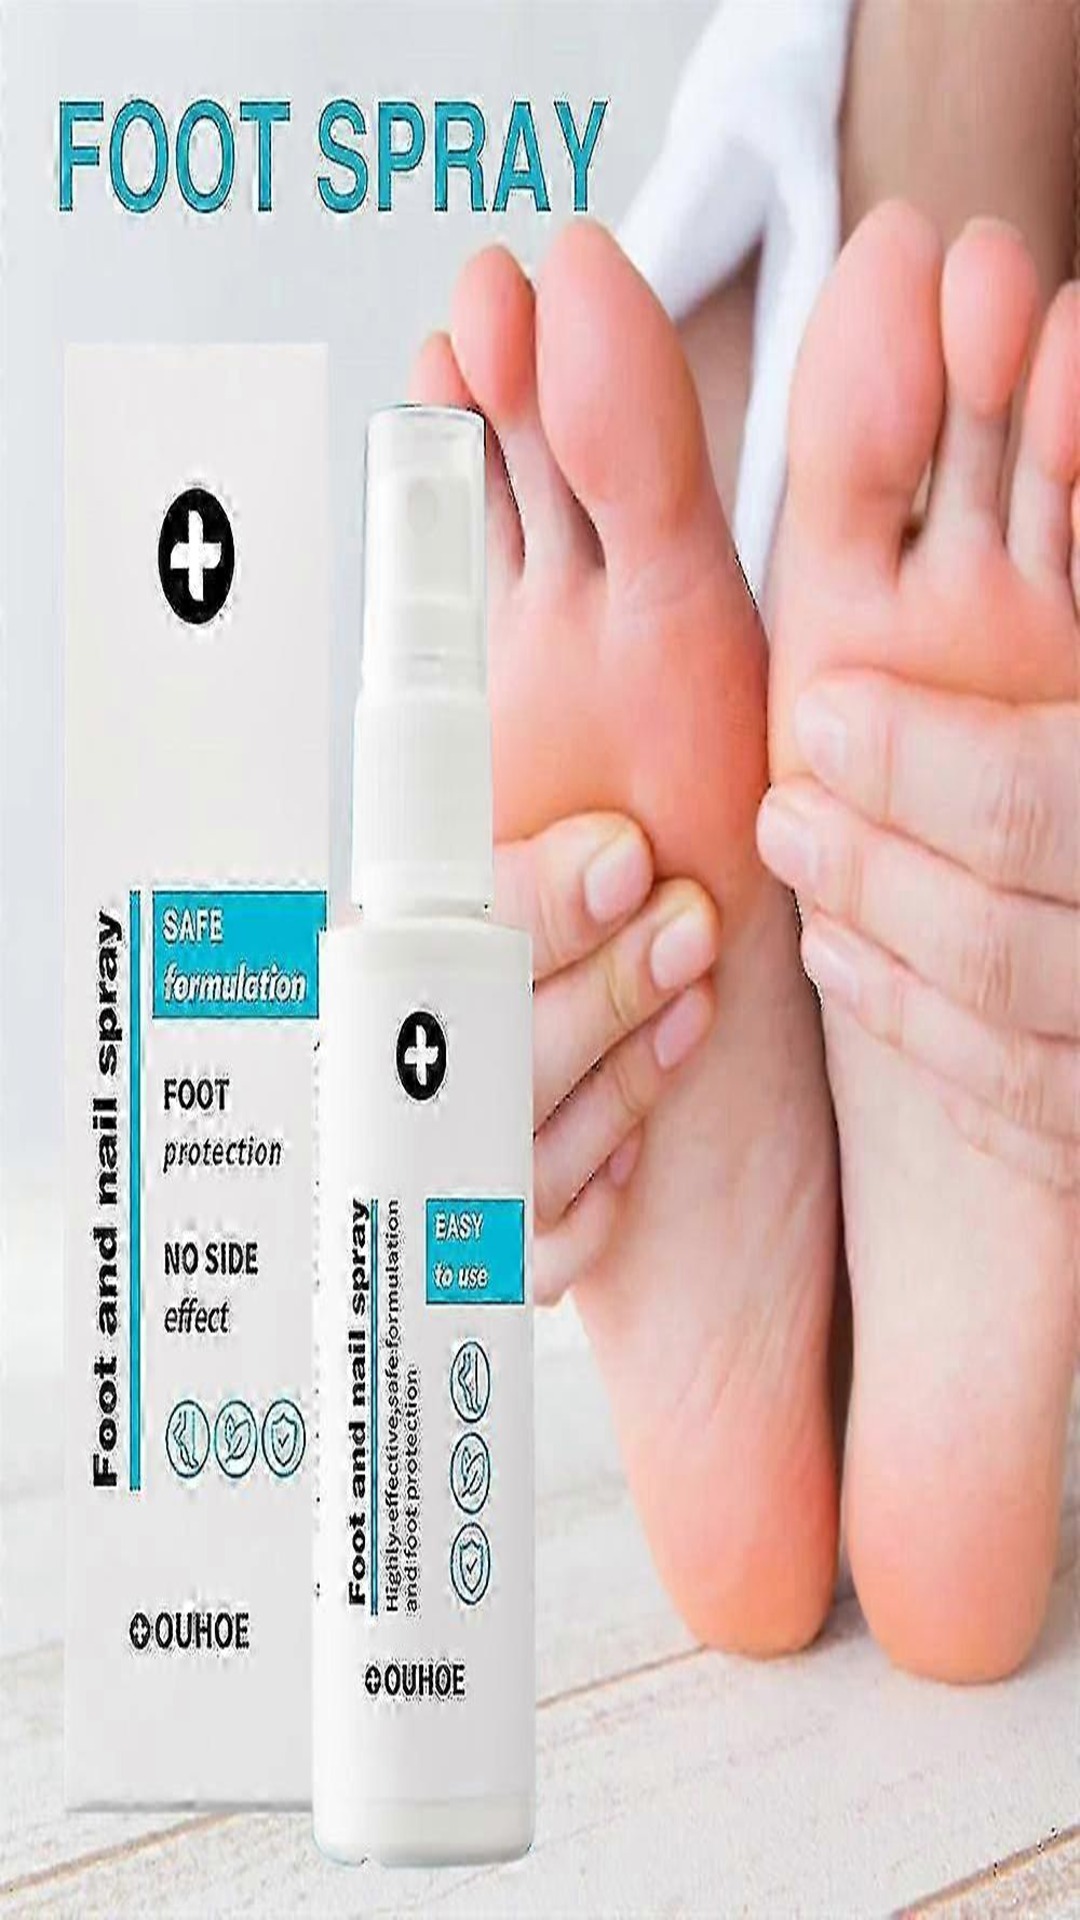 FOOT SPRAY
Foot and nail spray
SAFE
formulation
FOOT
protection
NO SIDE
effect
OUHOE
Foot and nail spray
Highly-effective,safe formulation
and foot protection
EASY
to use
OUHOE